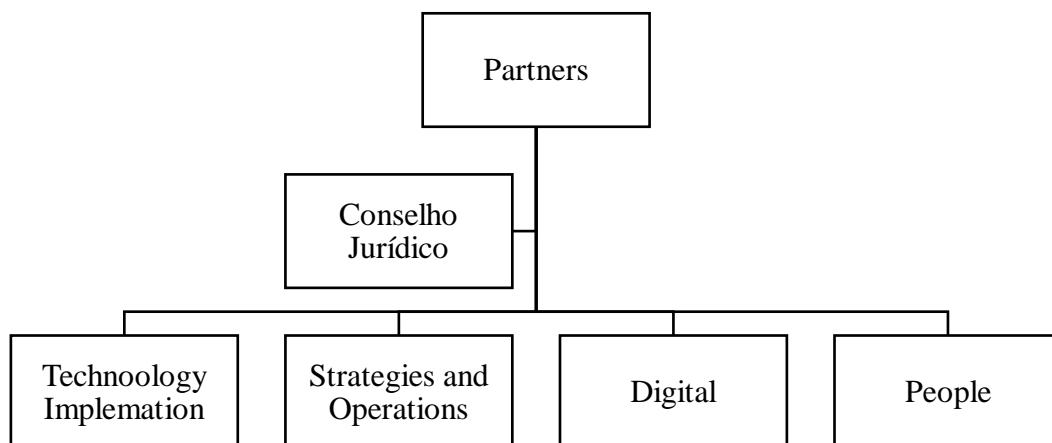 Partners
Conselho
Jurídico
Technoology
Implemation
Strategies and
Operations
Digital
People